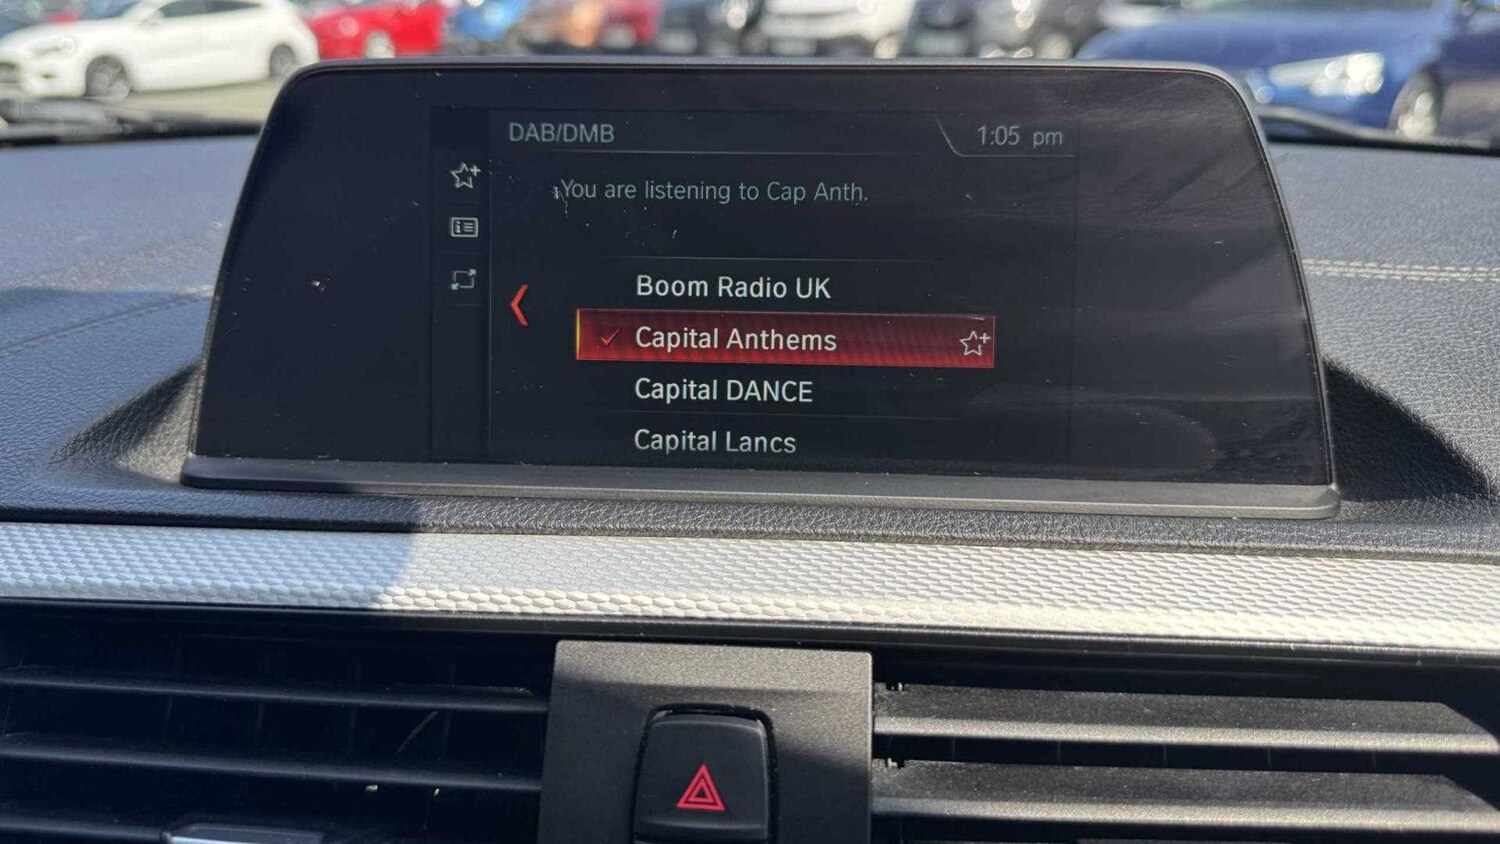 DAB/DMB
1:05 pm
You are listening to Cap Anth.
Boom Radio UK
Capital Anthems
Capital DANCE
Capital Lancs